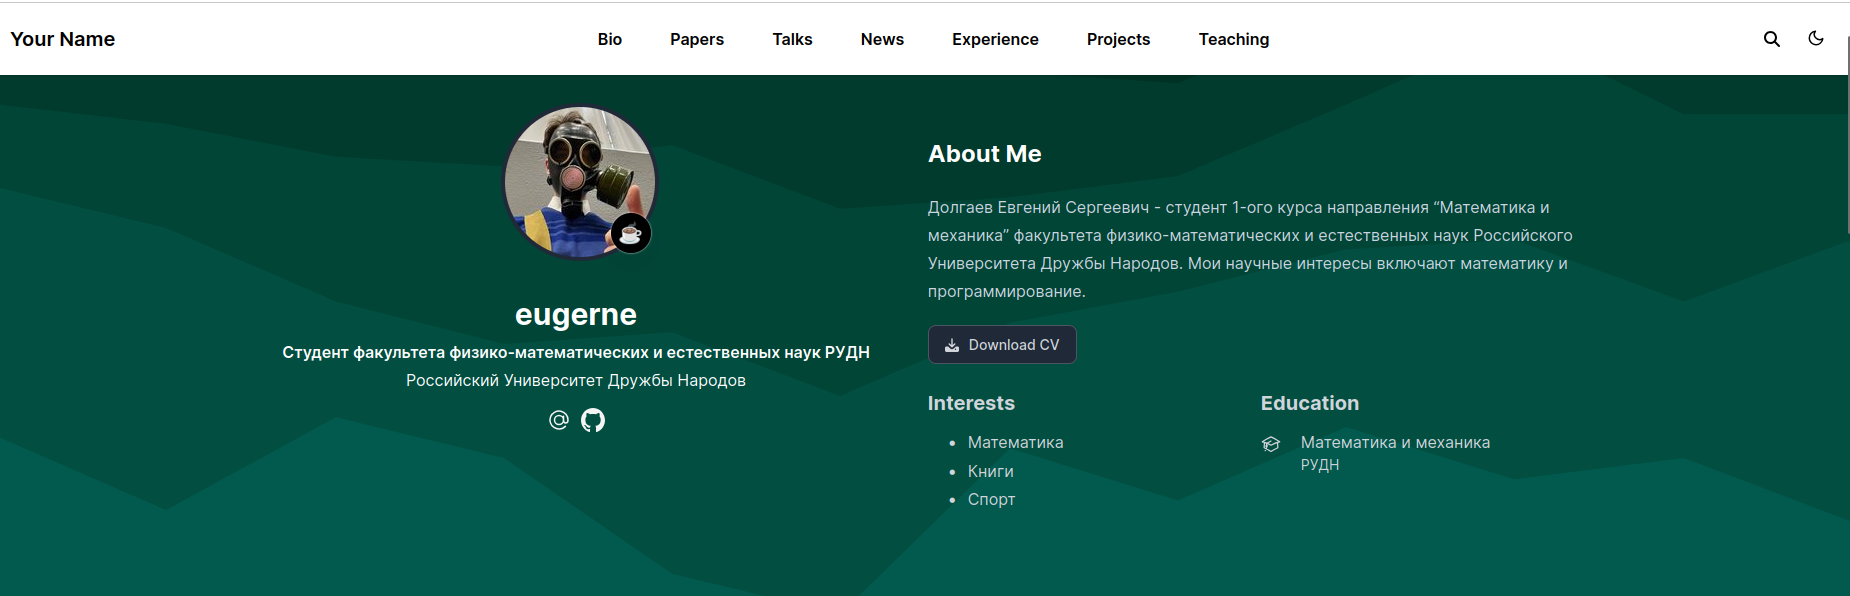 Your Name
Bio
Papers
Talks
News
Experience
Projects
Teaching
eugerne
Студент факультета физико-математических и естественных наук РУДН
Российский Университет Дружбы Народов
About Me
Долгаев Евгений Сергеевич - студент 1-ого курса направления “Математика и
механика” факультета физико-математических и естественных наук Российского
Университета Дружбы Народов. Мои научные интересы включают математику и
программирование.
Download CV
Interests
Математика
Книги
Спорт
Education
Математика и механика
РУДН